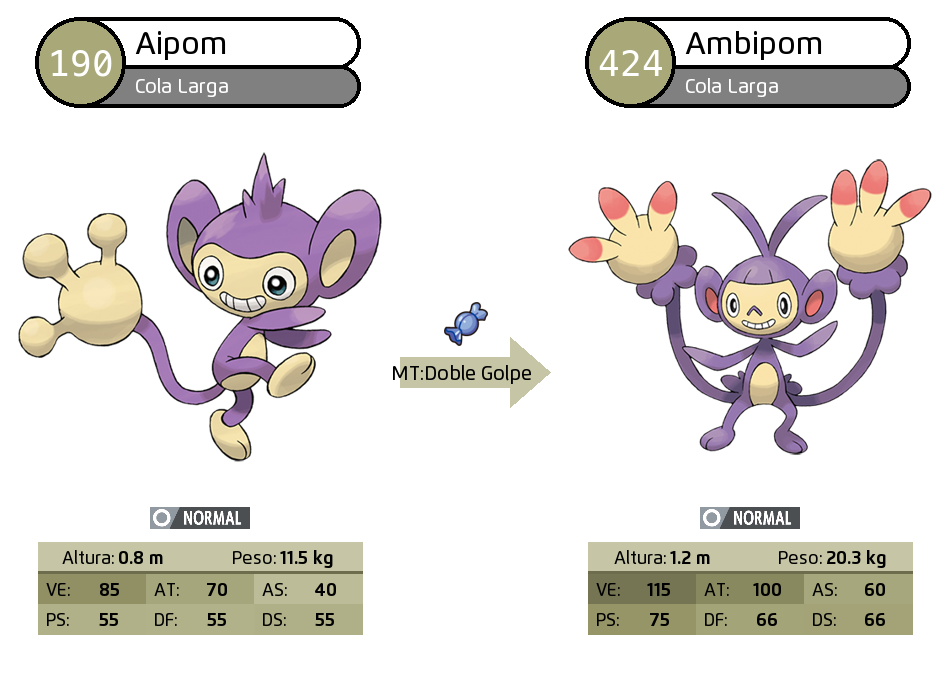 190 Aipom
Cola Larga
424 Ambipom
Cola Larga
MT:Doble Golpe
NORMAL
Altura: 0.8 m Peso: 11.5 kg
VE: 85 AT: 70 AS: 40
PS: 55 DF: 55 DS: 55
NORMAL
Altura: 1.2 m Peso: 20.3 kg
VE: 115 AT: 100 AS: 60
PS: 75 DF: 66 DS: 66